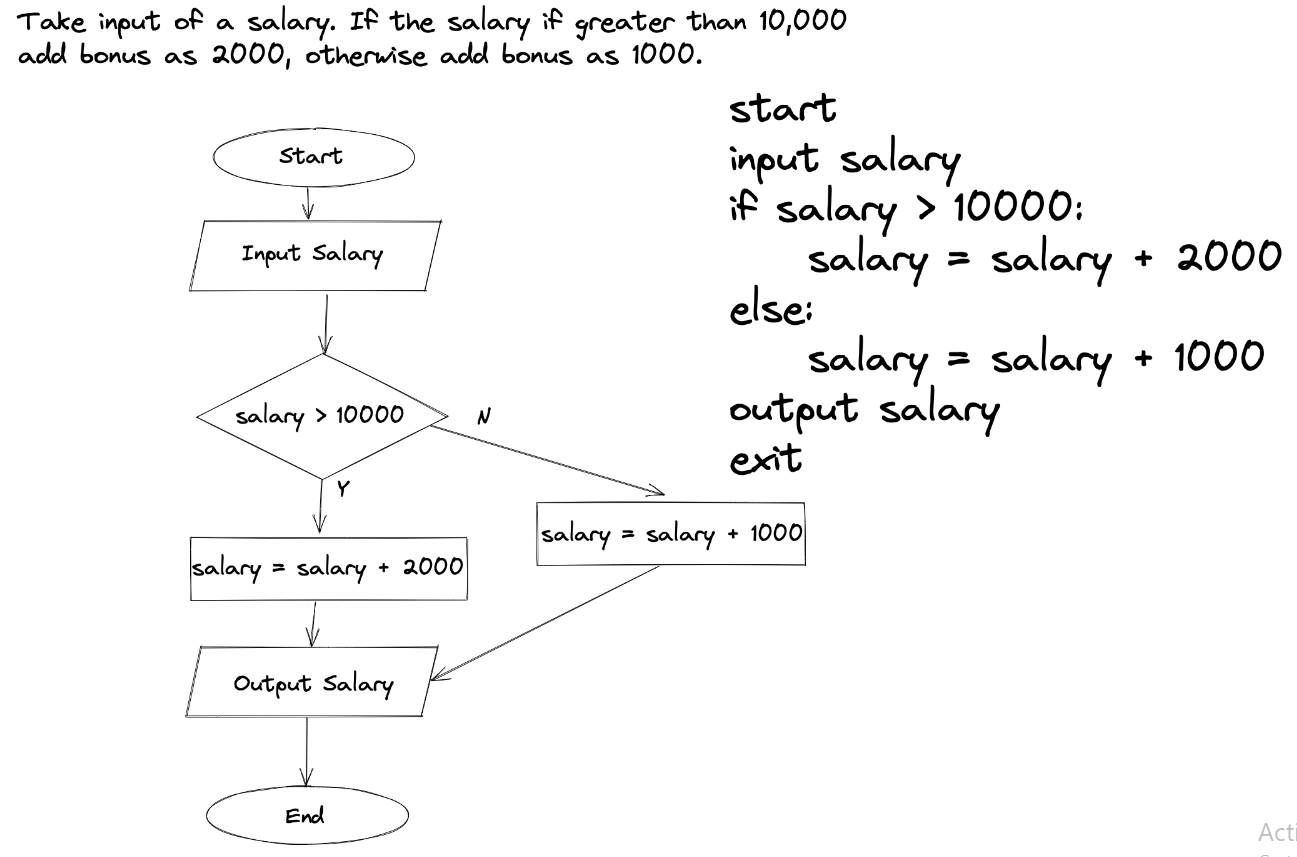 Take input of a salary. If the salary if greater than 10,000
add bonus as 2000, otherwise add bonus as 1000.
Start
Input Salary
salary > 10000
N
Y
salary = salary + 1000
salary = salary + 2000
Output Salary
End
start
input salary
if salary > 10000:
salary = salary + 2000
else:
salary = salary + 1000
output salary
exit